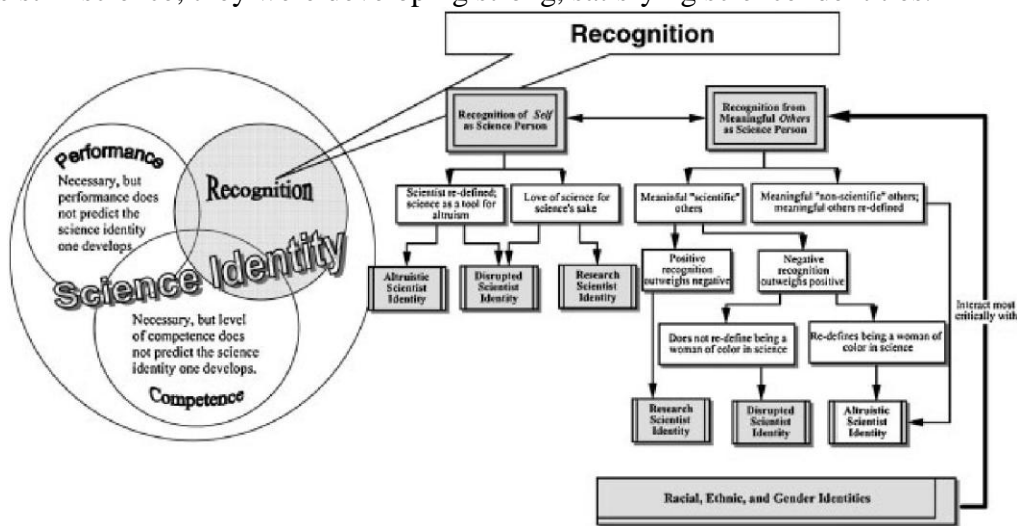 Recognition
Performance
Necessary, but
performance does
not predict the
science identity
one develops.
Recognition
Science Identity
Necessary, but level
of competence does
not predict the science
identity one develops.
Competence
Recognition of Self
as Science Person
Recognition from
Meaningful Others
as Science Person
Scientist re-defined;
science as a tool for
altruism
Love of science for
science's sake
Meaninful "scientific"
others
Meaningful "non-scientific" others;
meaningful others re-defined
Altruistic
Scientist
Identity
Disrupted
Scientist
Identity
Research
Scientist
Identity
Positive
recognition
outweighs negative
Negative
recognition
outweighs positive
Interact most
critically with
Does not re-define being a
woman of color in science
Re-defines being a woman of
color in science
Research
Scientist
Identity
Disrupted
Scientist
Identity
Altruistic
Scientist
Identity
Racial, Ethnic, and Gender Identities